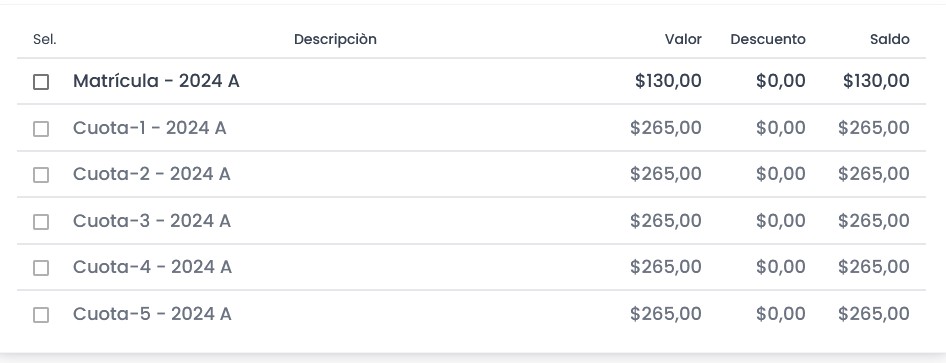 Sel. Descripciòn Valor Descuento Saldo
Matrícula - 2024 A $130,00 $0,00 $130,00
Cuota-1 - 2024 A $265,00 $0,00 $265,00
Cuota-2 - 2024 A $265,00 $0,00 $265,00
Cuota-3 - 2024 A $265,00 $0,00 $265,00
Cuota-4 - 2024 A $265,00 $0,00 $265,00
Cuota-5 - 2024 A $265,00 $0,00 $265,00